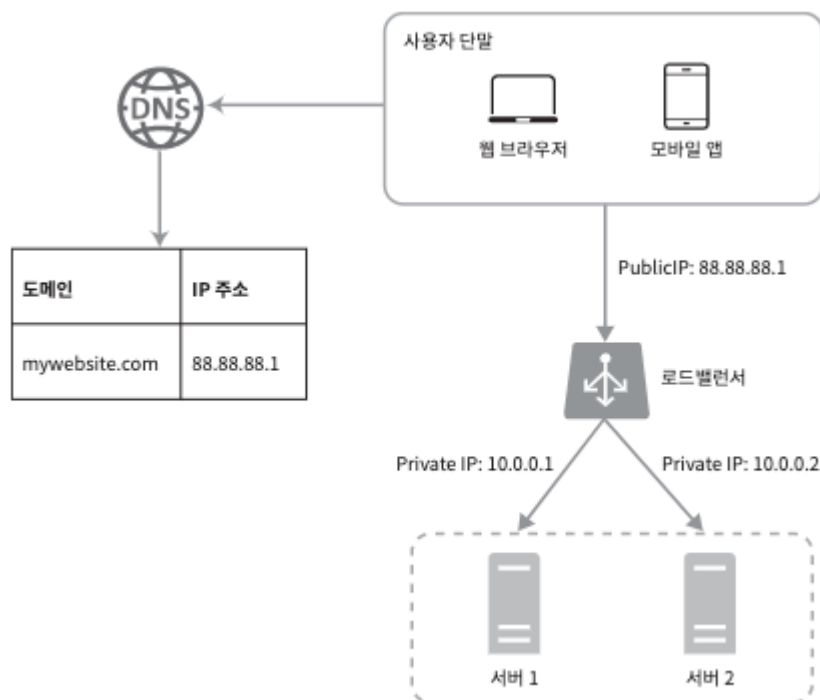 사용자 단말
DNS
웹 브라우저
모바일 앱
도메인
IP 주소
mywebsite.com
88.88.88.1
PublicIP: 88.88.88.1
로드밸런서
Private IP: 10.0.0.1
Private IP: 10.0.0.2
서버 1
서버 2